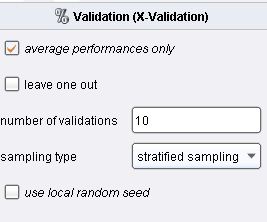 Validation (X-Validation)
average performances only
leave one out
number of validations 10
sampling type stratified sampling
use local random seed